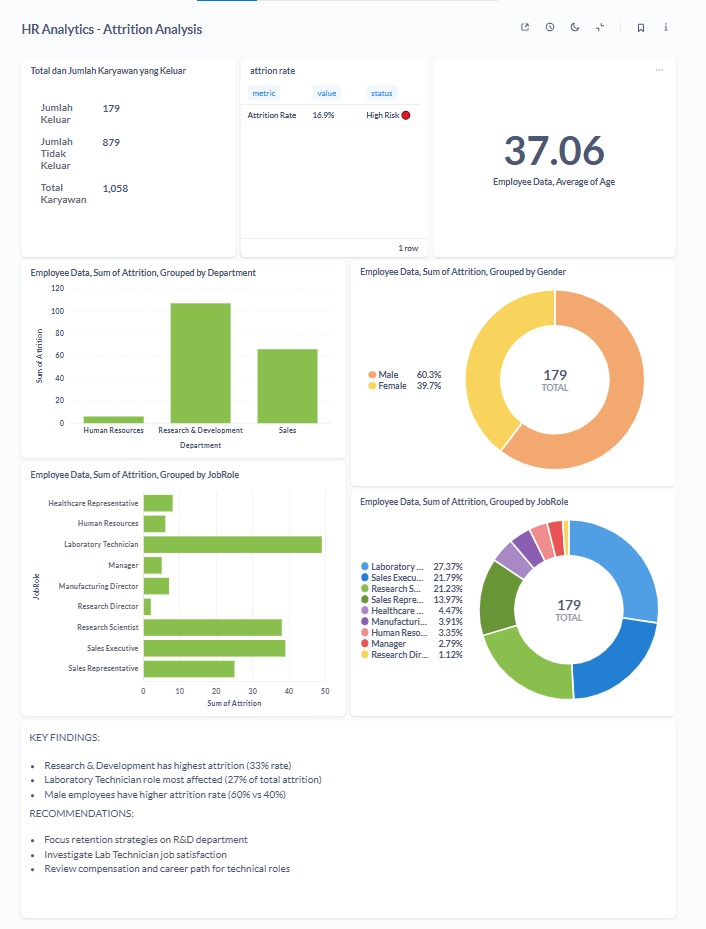 HR Analytics - Attrition Analysis
Total dan Jumlah Karyawan yang Keluar
Jumlah
Keluar
179
Jumlah
Tidak
Keluar
879
Total
Karyawan
1,058
attrion rate
metric value status
Attrition Rate 16.9% High Risk
1 row
37.06
Employee Data, Average of Age
Employee Data, Sum of Attrition, Grouped by Department
Sum of Attrition
120
100
80
60
40
20
0
Human Resources Research & Development Sales
Department
Employee Data, Sum of Attrition, Grouped by Gender
Male 60.3%
Female 39.7%
179
TOTAL
Employee Data, Sum of Attrition, Grouped by JobRole
JobRole
Healthcare Representative
Human Resources
Laboratory Technician
Manager
Manufacturing Director
Research Director
Research Scientist
Sales Executive
Sales Representative
0 10 20 30 40 50
Sum of Attrition
Employee Data, Sum of Attrition, Grouped by JobRole
Laboratory ... 27.37%
Sales Execu... 21.79%
Research S... 21.23%
Sales Repre... 13.97%
Healthcare ... 4.47%
Manufacturi... 3.91%
Human Reso... 3.35%
Manager 2.79%
Research Dir... 1.12%
179
TOTAL
KEY FINDINGS:
• Research & Development has highest attrition (33% rate)
• Laboratory Technician role most affected (27% of total attrition)
• Male employees have higher attrition rate (60% vs 40%)
RECOMMENDATIONS:
• Focus retention strategies on R&D department
• Investigate Lab Technician job satisfaction
• Review compensation and career path for technical roles